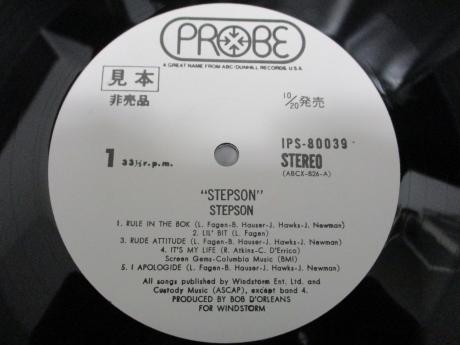 PROBE
A GREAT NAME FROM ABC-DUNHILL RECORDS, U.S.A.
見本
非売品
10/20発売
IPS-80039
1 33⅓ r.p.m.
STEREO
(ABCX-826-A)
"STEPSON"
STEPSON
1. RULE IN THE BOK (L. Fagen-B. Hauser-J. Hawks-J. Newman)
2. LIL' BIT (L. Fagen)
3. RUDE ATTITUDE (L. Fagen-B. Hauser-J. Hawks-J. Newman)
4. IT'S MY LIFE (R. Atkins-C. D'Errico)
Screen Gems-Columbia Music (BMI)
5. I APOLOGIDE (L. Fagen-B. Hauser-J. Hawks-J. Newman)
All songs published by Windstorm Ent. Ltd. and
Custody Music (ASCAP), except band 4.
PRODUCED BY BOB D'ORLEANS
FOR WINDSTORM